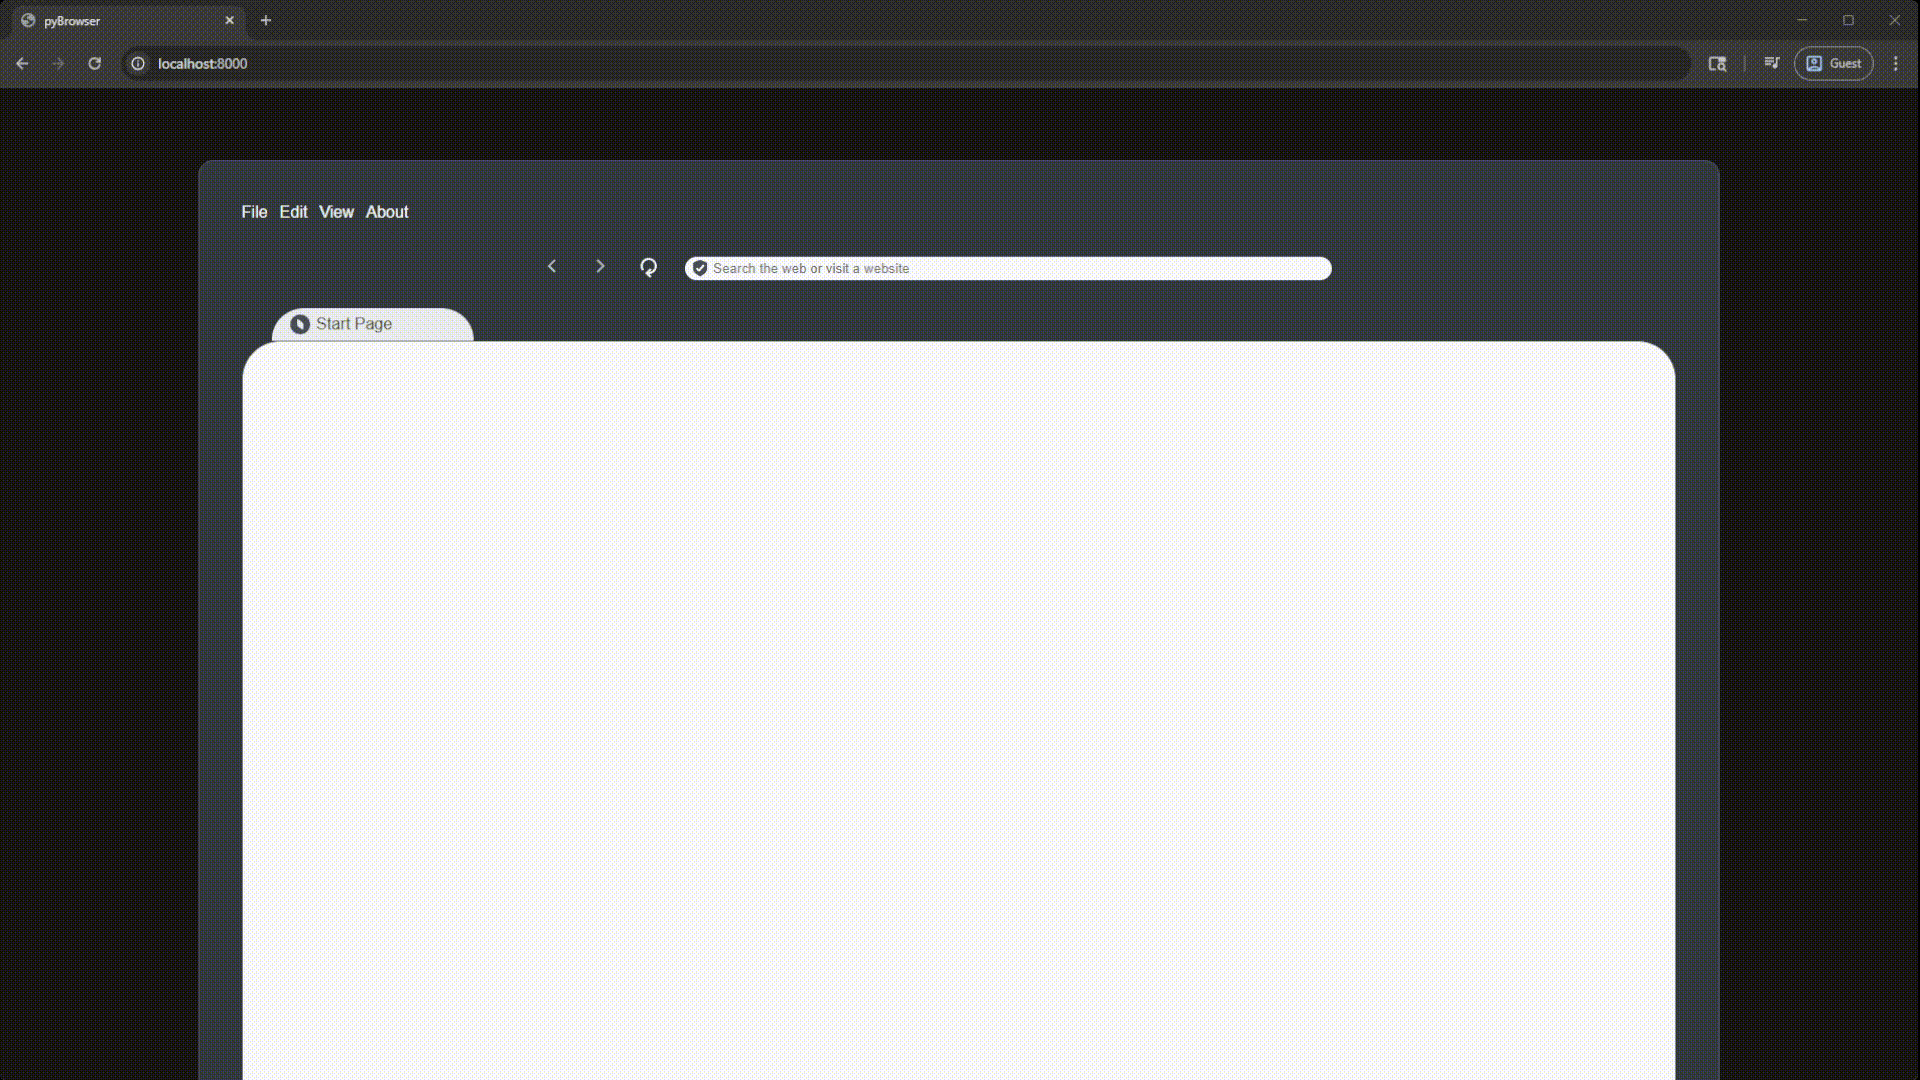 pyBrowser
localhost:8000
Guest
File Edit View About
Search the web or visit a website
Start Page